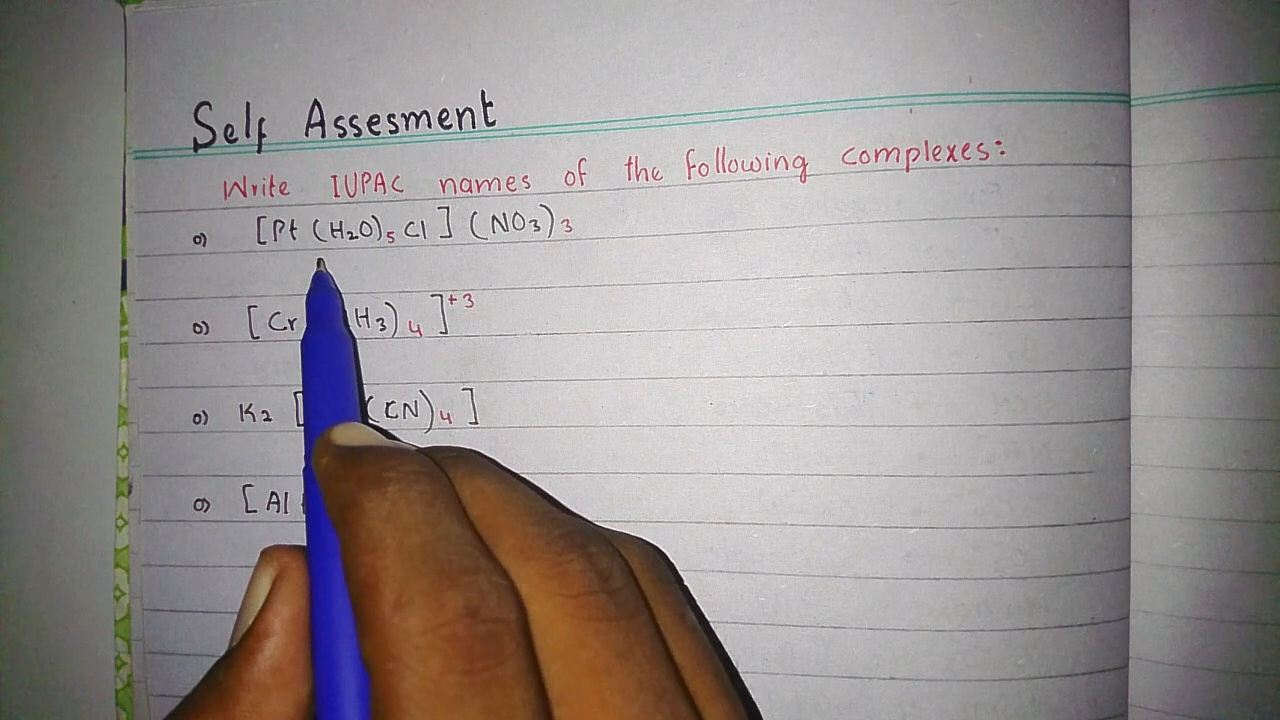 Self Assesment
Write IUPAC names of the following complexes:
o) [Pt (H2O)5 Cl] (NO3)3
o) [Cr H3)4]+3
o) K2 [ (CN)4]
o) [Al